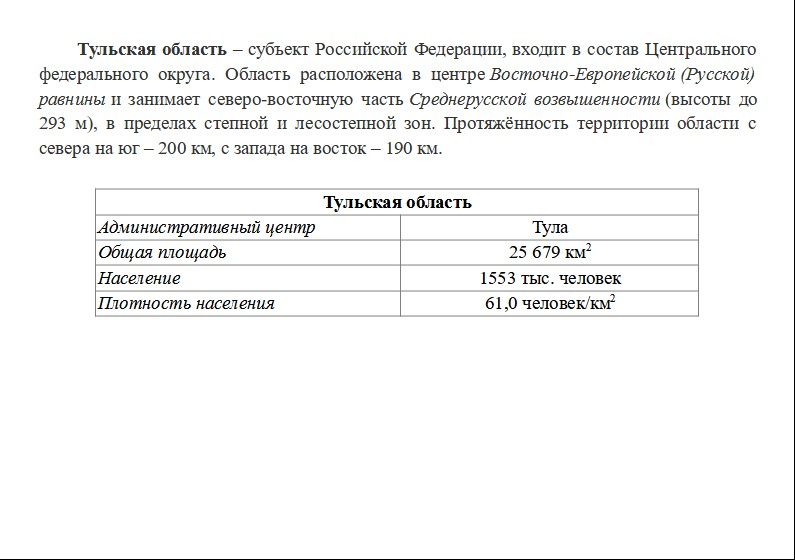 Тульская область – субъект Российской Федерации, входит в состав Центрального
федерального округа. Область расположена в центре Восточно-Европейской (Русской)
равнины и занимает северо-восточную часть Среднерусской возвышенности (высоты до
293 м), в пределах степной и лесостепной зон. Протяжённость территории области с
севера на юг – 200 км, с запада на восток – 190 км.
Тульская область
Административный центр Тула
Общая площадь 25 679 км²
Население 1553 тыс. человек
Плотность населения 61,0 человек/км²